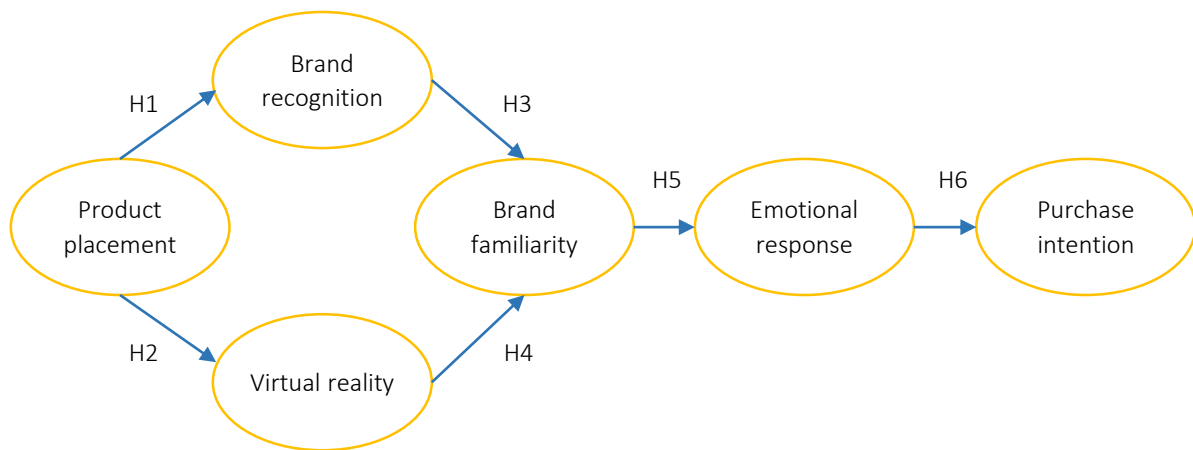 Brand
recognition
H1
H3
Product
placement
Brand
familiarity
H5
Emotional
response
H6
Purchase
intention
H2
H4
Virtual reality